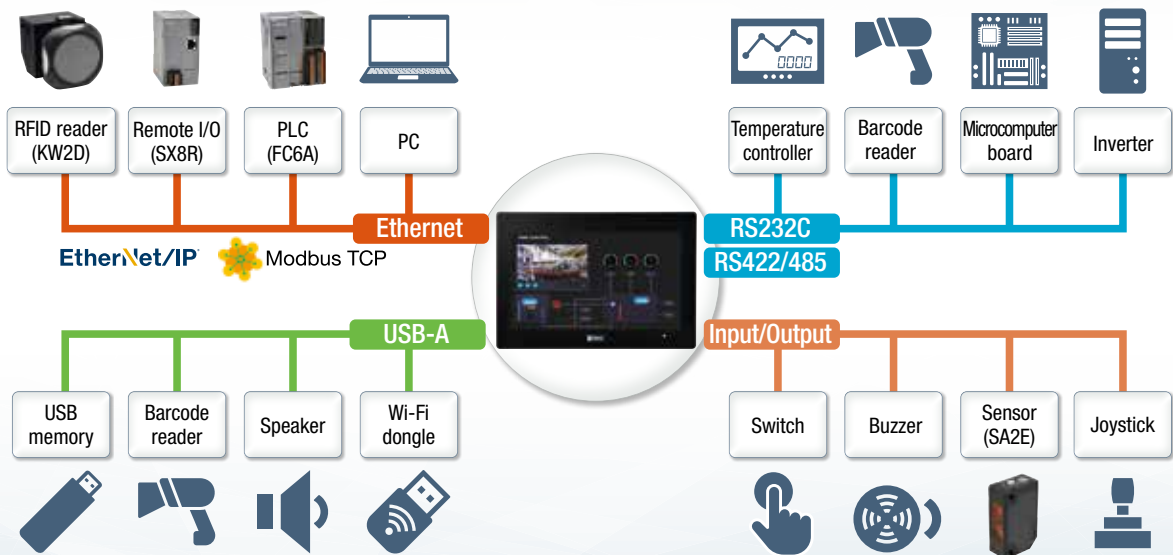 RFID reader
(KW2D)
Remote I/O
(SX8R)
PLC
(FC6A)
PC
Temperature
controller
Barcode
reader
Microcomputer
board
Inverter
0000
Ethernet
EtherNet/IP
Modbus TCP
RS232C
RS422/485
USB-A
Input/Output
USB
memory
Barcode
reader
Speaker
Wi-Fi
dongle
Switch
Buzzer
Sensor
(SA2E)
Joystick